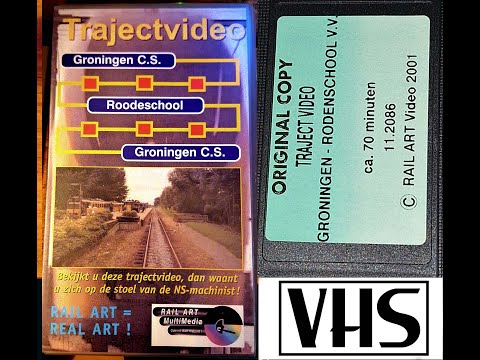 Trajectvideo
Groningen C.S.
Roodeschool
Groningen C.S.
Bekijkt u deze trajectvideo, dan waant
u zich op de stoel van de NS-machinist!
RAIL ART =
REAL ART !
RAIL ART
MultiMedia
ORIGINAL COPY
TRAJECT VIDEO
GRONINGEN - RODENSCHOOL V.V.
ca. 70 minuten
11.2086
© RAIL ART Video 2001
VHS